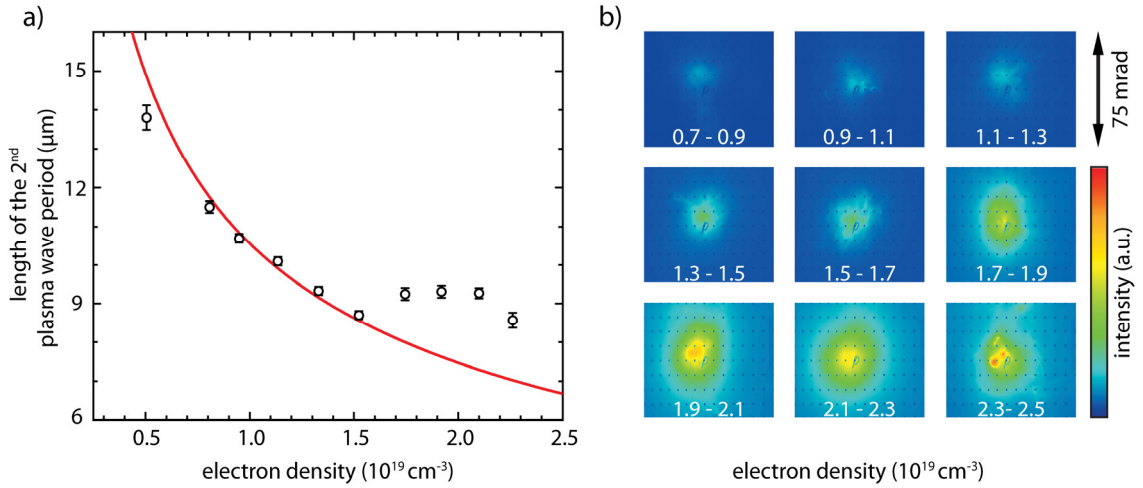 a)
length of the 2nd
plasma wave period (μm)
15
12
9
6
0.5
1.0
1.5
2.0
2.5
electron density (10¹⁹ cm⁻³)
b)
0.7 - 0.9
0.9 - 1.1
1.1 - 1.3
75 mrad
1.3 - 1.5
1.5 - 1.7
1.7 - 1.9
1.9 - 2.1
2.1 - 2.3
2.3- 2.5
intensity (a.u.)
electron density (10¹⁹ cm⁻³)